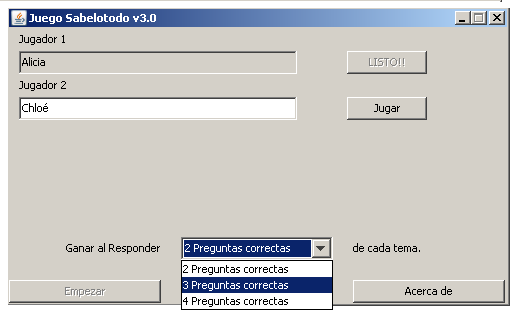 Juego Sabelotodo v3.0
Jugador 1
Alicia
LISTO!!
Jugador 2
Chloé
Jugar
Ganar al Responder 2 Preguntas correctas de cada tema.
2 Preguntas correctas
3 Preguntas correctas
4 Preguntas correctas
Empezar
Acerca de